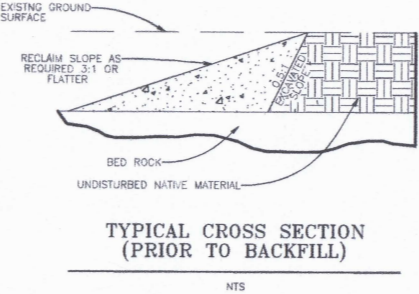 EXISTNG GROUND
SURFACE
RECLAIM SLOPE AS
REQUIRED 3:1 OR
FLATTER
0.5:1
EXCAVATED
SLOPE
BED ROCK
UNDISTURBED NATIVE MATERIAL
TYPICAL CROSS SECTION
(PRIOR TO BACKFILL)
NTS